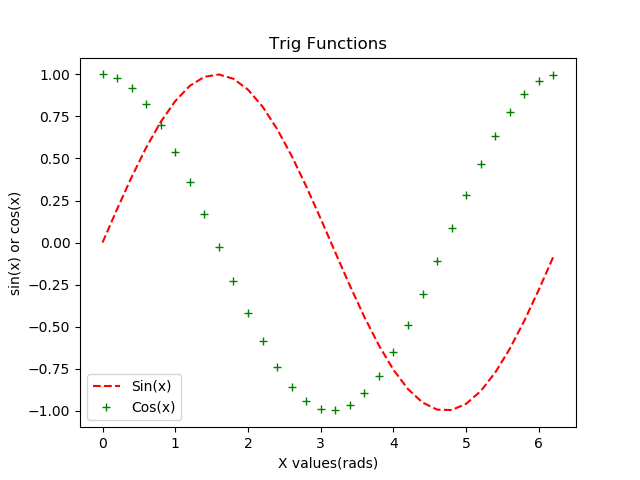 Trig Functions
1.00
0.75
0.50
0.25
0.00
−0.25
−0.50
−0.75
−1.00
sin(x) or cos(x)
Sin(x)
Cos(x)
0 1 2 3 4 5 6
X values(rads)